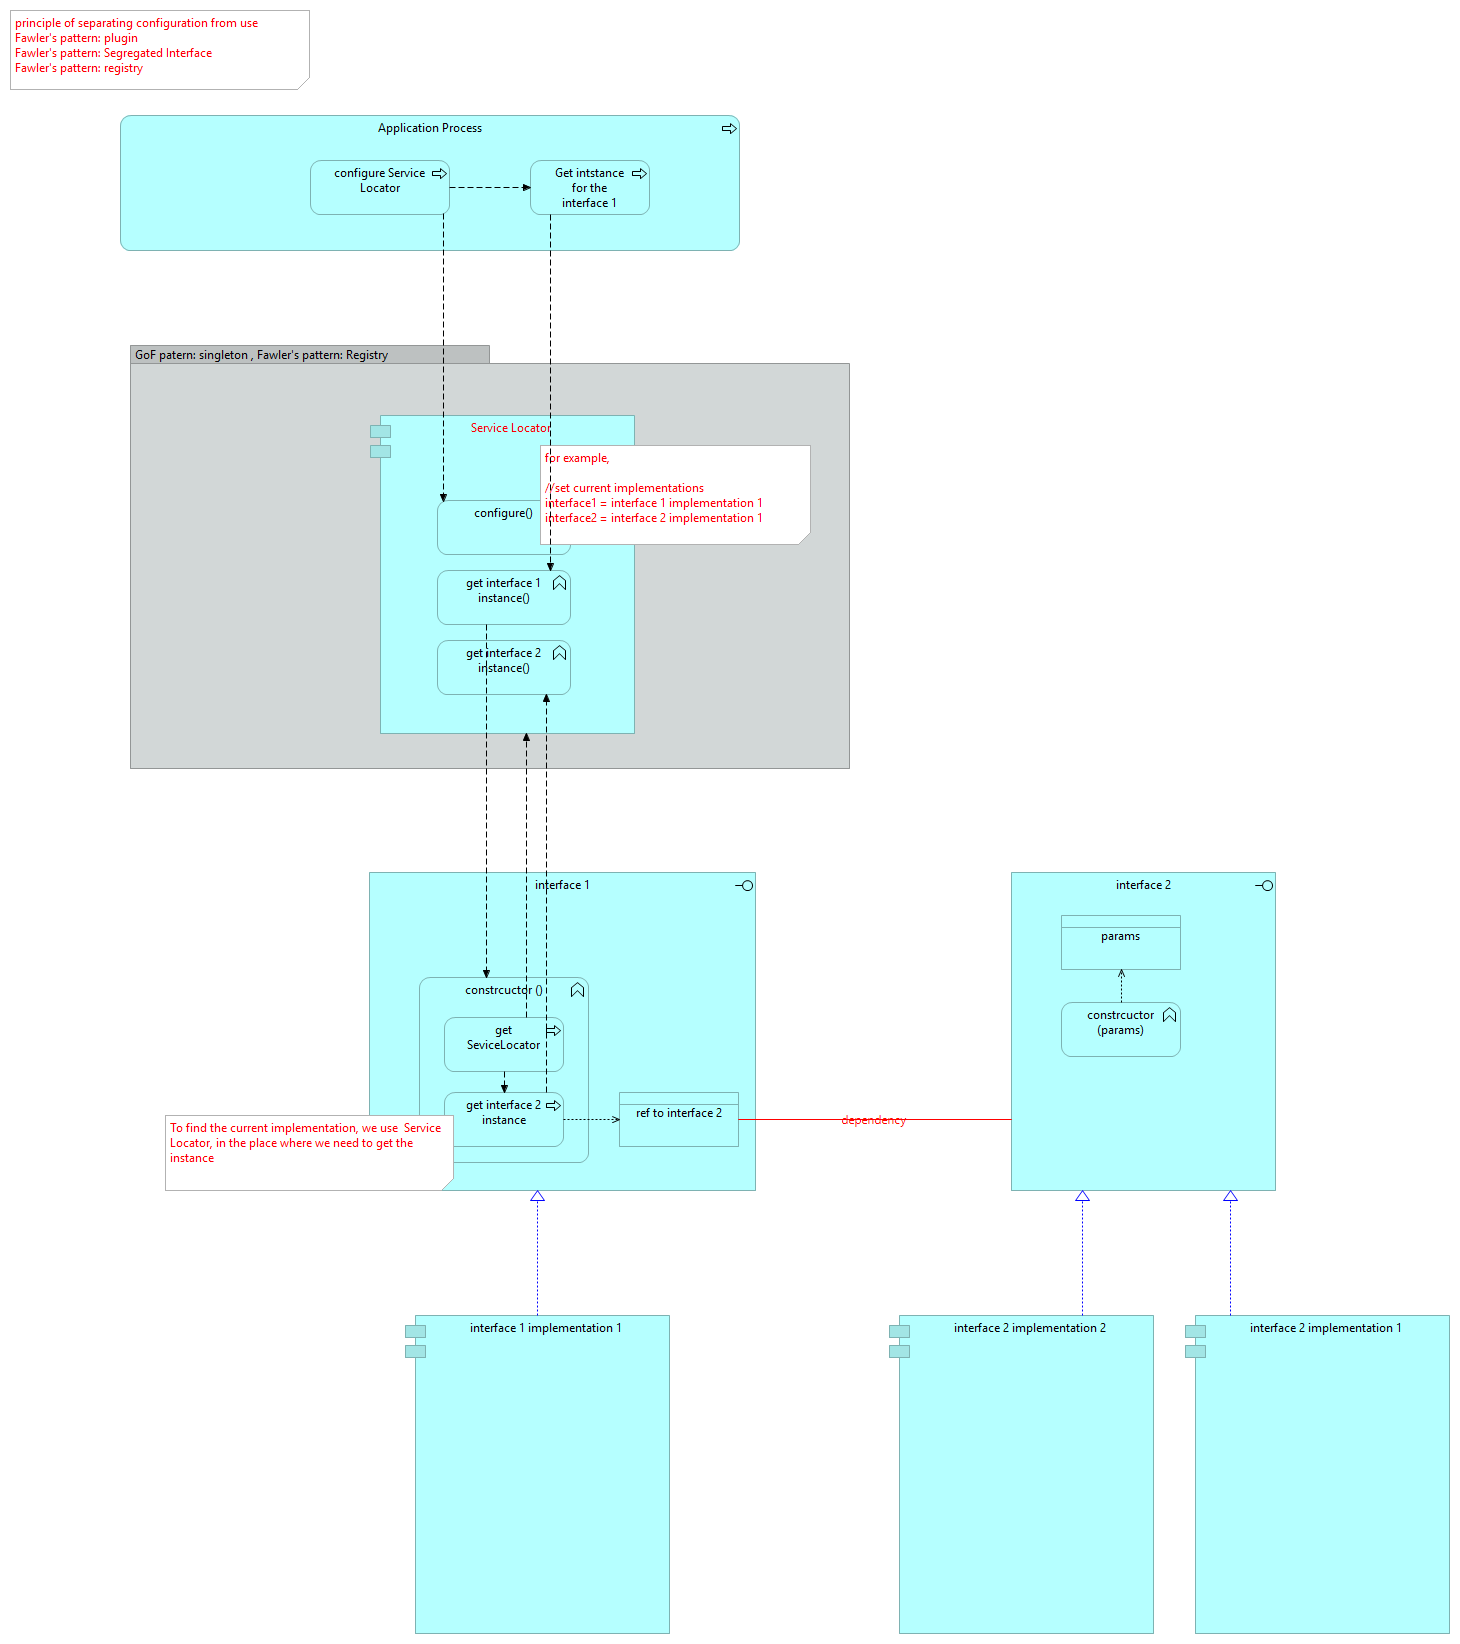 principle of separating configuration from use
Fawler's pattern: plugin
Fawler's pattern: Segregated Interface
Fawler's pattern: registry
Application Process
configure Service
Locator
Get intstance
for the
interface 1
GoF patern: singleton , Fawler's pattern: Registry
Service Locator
for example,
//set current implementations
interface1 = interface 1 implementation 1
interface2 = interface 2 implementation 1
configure()
get interface 1
instance()
get interface 2
instance()
interface 1
constrcuctor ()
get
SeviceLocator
get interface 2
instance
ref to interface 2
To find the current implementation, we use  Service
Locator, in the place where we need to get the
instance
dependency
interface 2
params
constrcuctor
(params)
interface 1 implementation 1
interface 2 implementation 2
interface 2 implementation 1